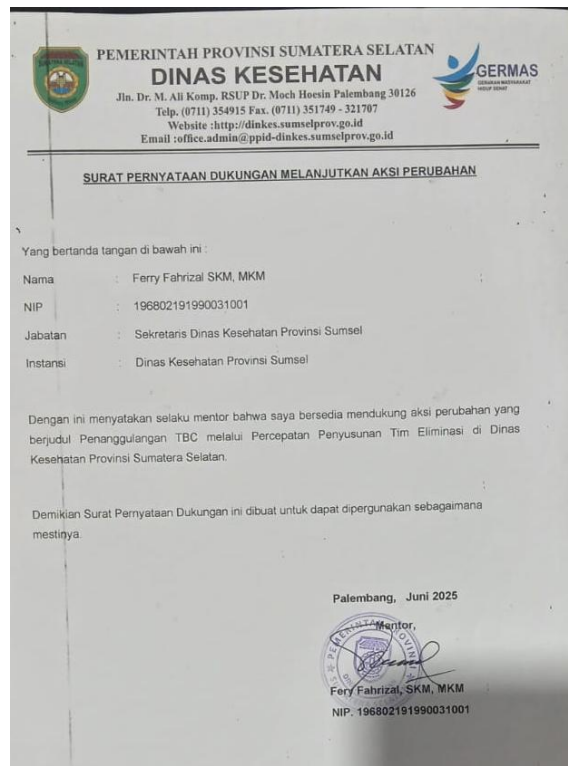 PEMERINTAH PROVINSI SUMATERA SELATAN
DINAS KESEHATAN
Jln. Dr. M. Ali Komp. RSUP Dr. Moch Hoesin Palembang 30126
Telp. (0711) 354915 Fax. (0711) 351749 - 321707
Website :http://dinkes.sumselprov.go.id
Email :office.admin@ppid-dinkes.sumselprov.go.id
GERMAS
GERAKAN MASYARAKAT
HIDUP SEHAT
SURAT PERNYATAAN DUKUNGAN MELANJUTKAN AKSI PERUBAHAN
Yang bertanda tangan di bawah ini :
Nama : Ferry Fahrizal SKM, MKM
NIP : 196802191990031001
Jabatan : Sekretaris Dinas Kesehatan Provinsi Sumsel
Instansi : Dinas Kesehatan Provinsi Sumsel
Dengan ini menyatakan selaku mentor bahwa saya bersedia mendukung aksi perubahan yang
berjudul Penanggulangan TBC melalui Percepatan Penyusunan Tim Eliminasi di Dinas
Kesehatan Provinsi Sumatera Selatan.
Demikian Surat Pernyataan Dukungan ini dibuat untuk dapat dipergunakan sebagaimana
mestinya.
Palembang, Juni 2025
Mentor,
PEMERINTAH PROVINSI
Fery Fahrizal, SKM, MKM
NIP. 196802191990031001